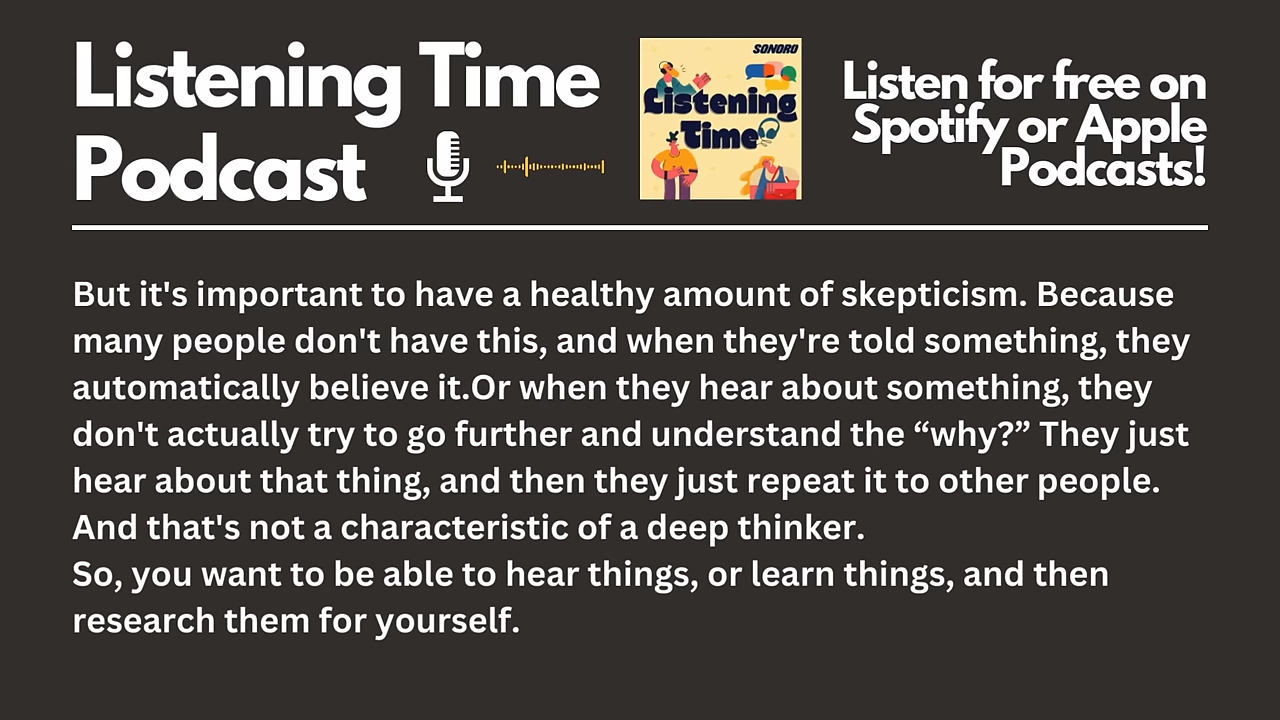 Listening Time
Podcast
SONORO
Listening
Time
Listen for free on
Spotify or Apple
Podcasts!
But it's important to have a healthy amount of skepticism. Because
many people don't have this, and when they're told something, they
automatically believe it.Or when they hear about something, they
don't actually try to go further and understand the “why?” They just
hear about that thing, and then they just repeat it to other people.
And that's not a characteristic of a deep thinker.
So, you want to be able to hear things, or learn things, and then
research them for yourself.